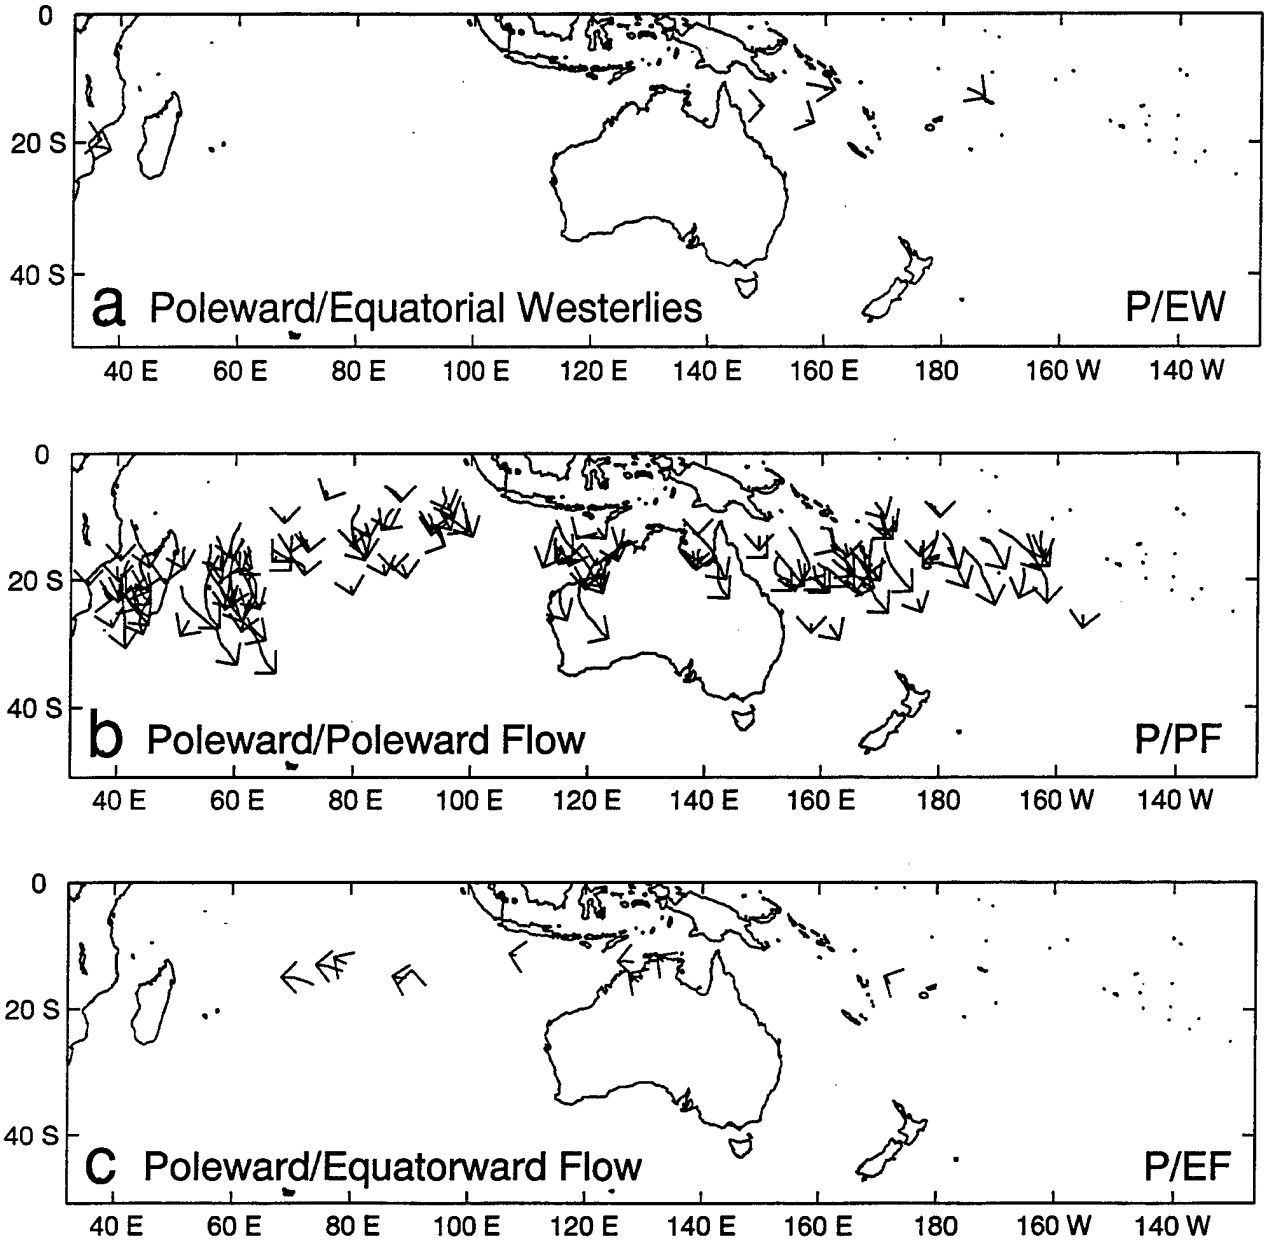 0
20 S
40 S
a Poleward/Equatorial Westerlies P/EW
40 E 60 E 80 E 100 E 120 E 140 E 160 E 180 160 W 140 W
0
20 S
40 S
b Poleward/Poleward Flow P/PF
40 E 60 E 80 E 100 E 120 E 140 E 160 E 180 160 W 140 W
0
20 S
40 S
c Poleward/Equatorward Flow P/EF
40 E 60 E 80 E 100 E 120 E 140 E 160 E 180 160 W 140 W